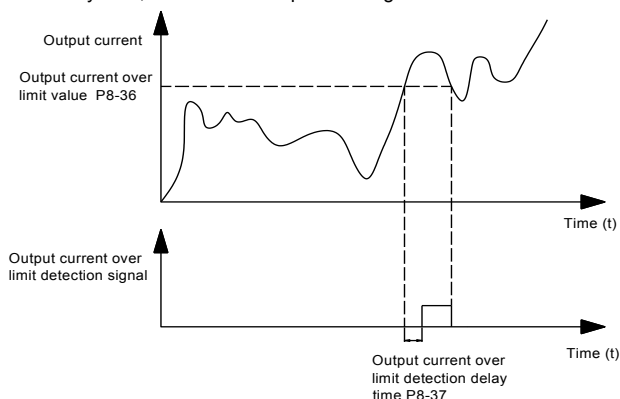 Output current
Output current over
limit value P8-36
Time (t)
Output current over
limit detection signal
Time (t)
Output current over
limit detection delay
time P8-37